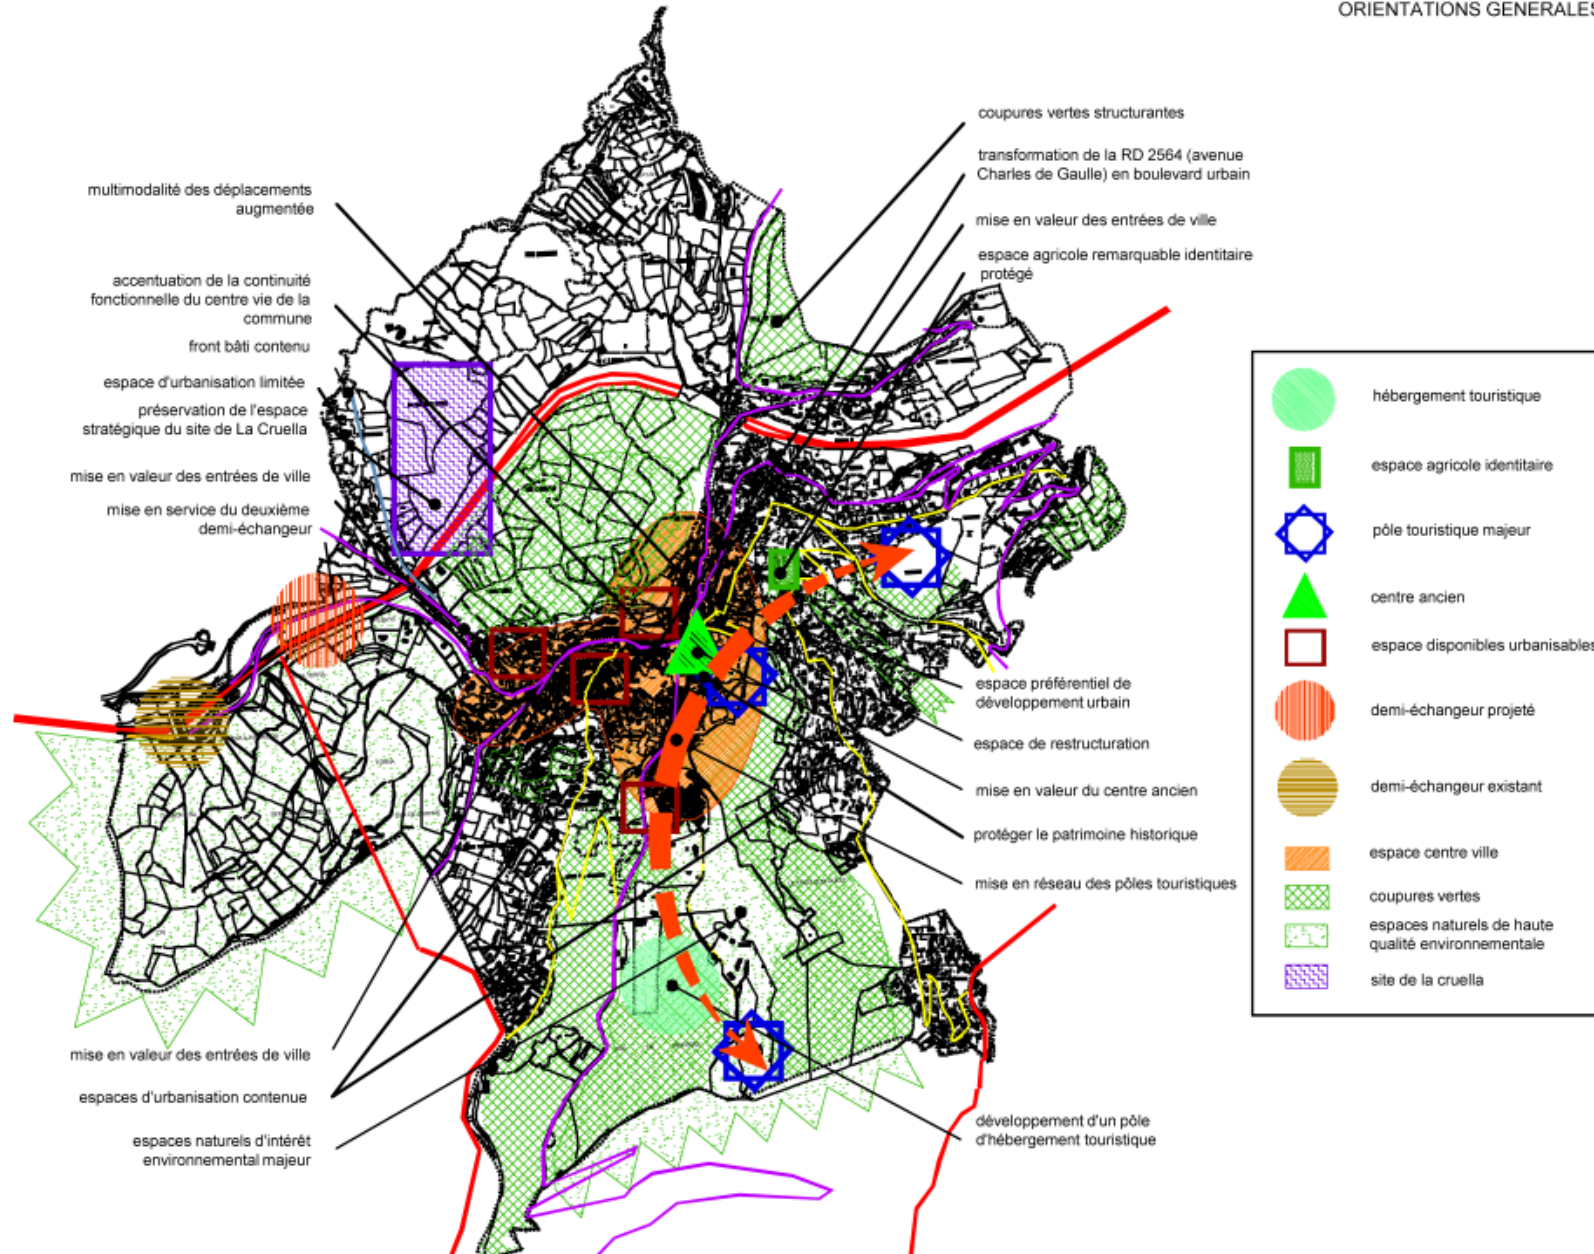 ORIENTATIONS GENERALES
multimodalité des déplacements
augmentée
accentuation de la continuité
fonctionnelle du centre vie de la
commune
front bâti contenu
espace d'urbanisation limitée
préservation de l'espace
stratégique du site de La Cruella
mise en valeur des entrées de ville
mise en service du deuxième
demi-échangeur
mise en valeur des entrées de ville
espaces d'urbanisation contenue
espaces naturels d'intérêt
environnemental majeur
coupures vertes structurantes
transformation de la RD 2564 (avenue
Charles de Gaulle) en boulevard urbain
mise en valeur des entrées de ville
espace agricole remarquable identitaire
protégé
espace préférentiel de
développement urbain
espace de restructuration
mise en valeur du centre ancien
protéger le patrimoine historique
mise en réseau des pôles touristiques
développement d'un pôle
d'hébergement touristique
hébergement touristique
espace agricole identitaire
pôle touristique majeur
centre ancien
espace disponibles urbanisables
demi-échangeur projeté
demi-échangeur existant
espace centre ville
coupures vertes
espaces naturels de haute
qualité environnementale
site de la cruella